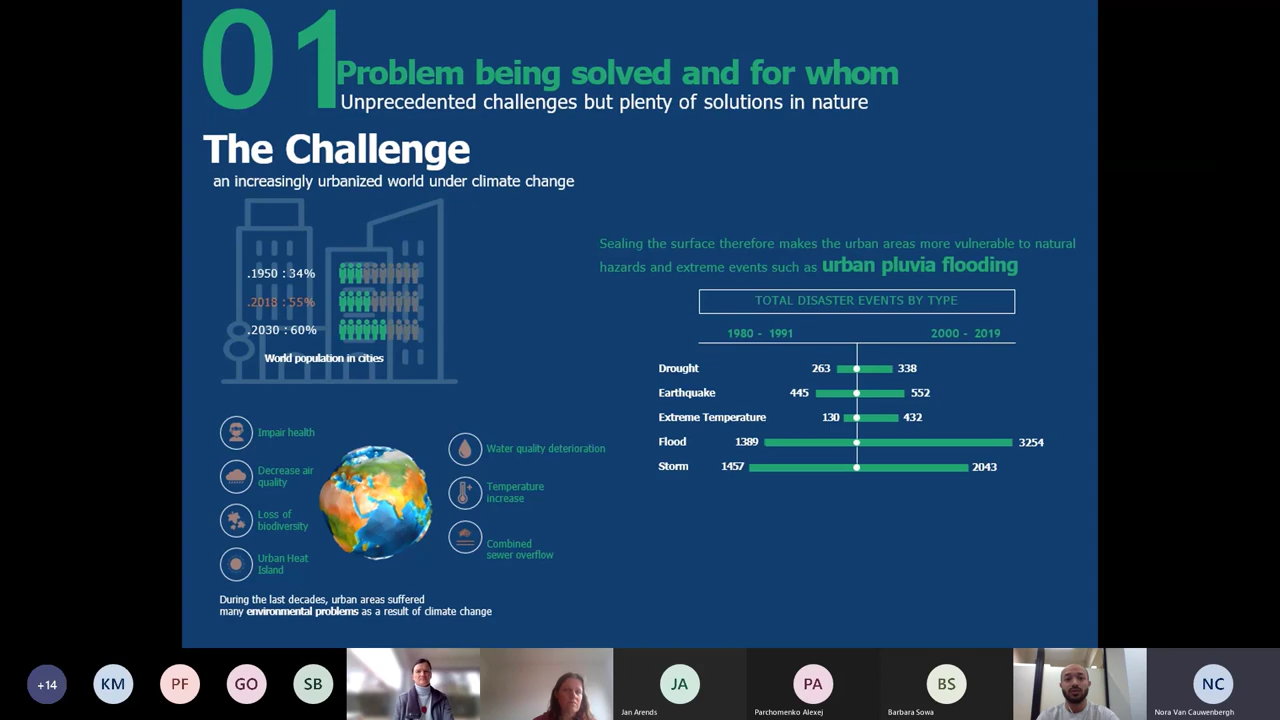 01
Problem being solved and for whom
Unprecedented challenges but plenty of solutions in nature
The Challenge
an increasingly urbanized world under climate change
.1950 : 34%
.2018 : 55%
.2030 : 60%
World population in cities
Sealing the surface therefore makes the urban areas more vulnerable to natural
hazards and extreme events such as urban pluvia flooding
TOTAL DISASTER EVENTS BY TYPE
1980 - 1991 2000 - 2019
Drought 263 338
Earthquake 445 552
Extreme Temperature 130 432
Flood 1389 3254
Storm 1457 2043
Impair health
Decrease air
quality
Loss of
biodiversity
Urban Heat
Island
Water quality deterioration
Temperature
increase
Combined
sewer overflow
During the last decades, urban areas suffered
many environmental problems as a result of climate change
+14
KM
PF
GO
SB
JA
Jan Arends
PA
Parchomenko Alexej
BS
Barbara Sowa
NC
Nora Van Cauwenbergh